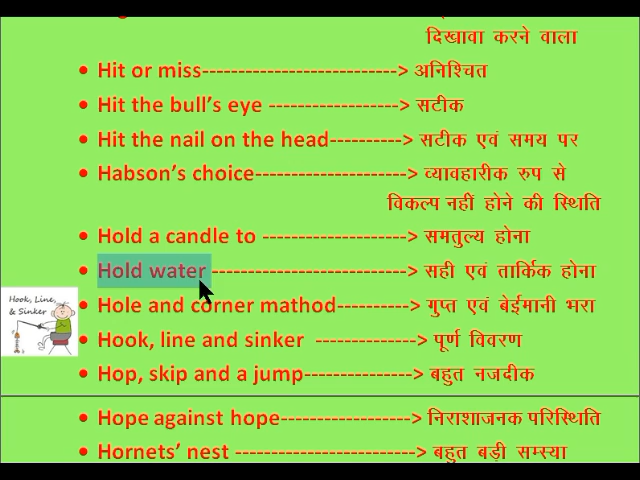 दिखावा करने वाला
• Hit or miss---------------------------> अनिश्चित
• Hit the bull's eye ------------------> सटीक
• Hit the nail on the head----------> सटीक एवं समय पर
• Habson's choice---------------------> व्यावहारीक रुप से
विकल्प नहीं होने की स्थिति
• Hold a candle to --------------------> समतुल्य होना
• Hold water ---------------------------> सही एवं तार्किक होना
Hook, Line,
& Sinker
• Hole and corner mathod----------> गुप्त एवं बेईमानी भरा
• Hook, line and sinker -------------> पूर्ण विवरण
• Hop, skip and a jump---------------> बहुत नजदीक
• Hope against hope------------------> निराशाजनक परिस्थिति
• Hornets' nest -------------------------> बहुत बड़ी समस्या